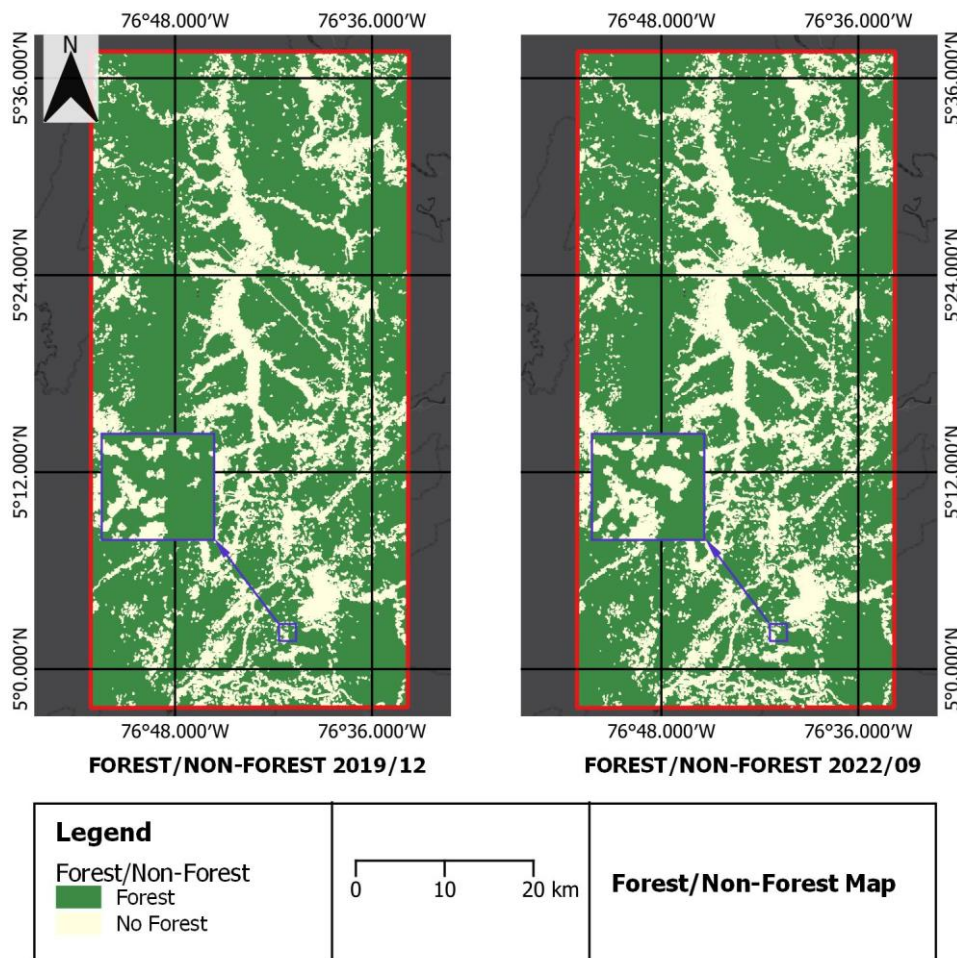 76°48.000'W 76°36.000'W 76°48.000'W 76°36.000'W
N
5°36.000'N 5°36.000'N
5°24.000'N 5°24.000'N
5°12.000'N 5°12.000'N
5°0.000'N 5°0.000'N
76°48.000'W 76°36.000'W 76°48.000'W 76°36.000'W
FOREST/NON-FOREST 2019/12 FOREST/NON-FOREST 2022/09
Legend
Forest/Non-Forest
Forest
No Forest
0 10 20 km
Forest/Non-Forest Map